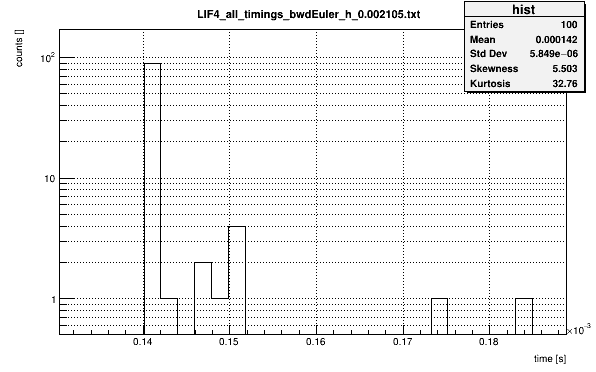 LIF4_all_timings_bwdEuler_h_0.002105.txt
hist
Entries 100
Mean 0.000142
Std Dev 5.849e−06
Skewness 5.503
Kurtosis 32.76
counts []
10²
10
1
0.14 0.15 0.16 0.17 0.18
×10⁻³
time [s]